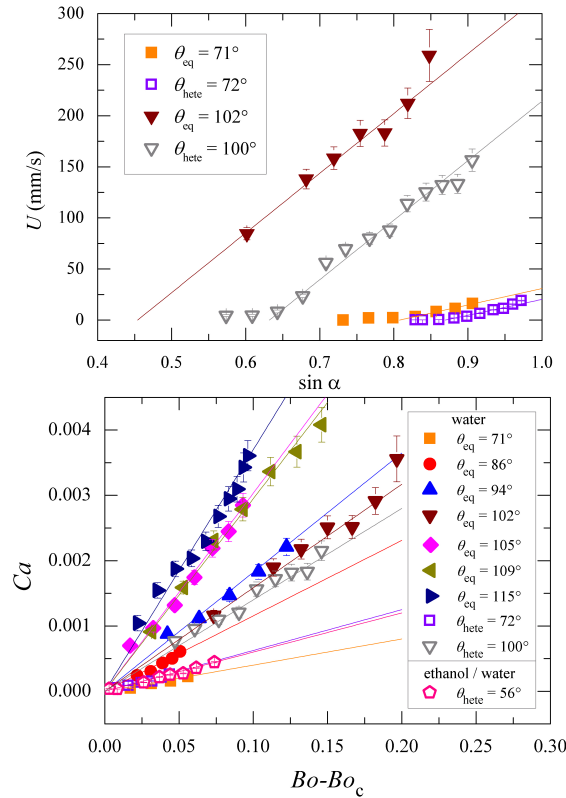 300
250
200
150
100
50
0
U (mm/s)
θeq = 71°
θhete = 72°
θeq = 102°
θhete = 100°
0.4 0.5 0.6 0.7 0.8 0.9 1.0
sin α
0.004
0.003
0.002
0.001
0.000
Ca
water
θeq = 71°
θeq = 86°
θeq = 94°
θeq = 102°
θeq = 105°
θeq = 109°
θeq = 115°
θhete = 72°
θhete = 100°
ethanol / water
θhete = 56°
0.00 0.05 0.10 0.15 0.20 0.25 0.30
Bo-Boc